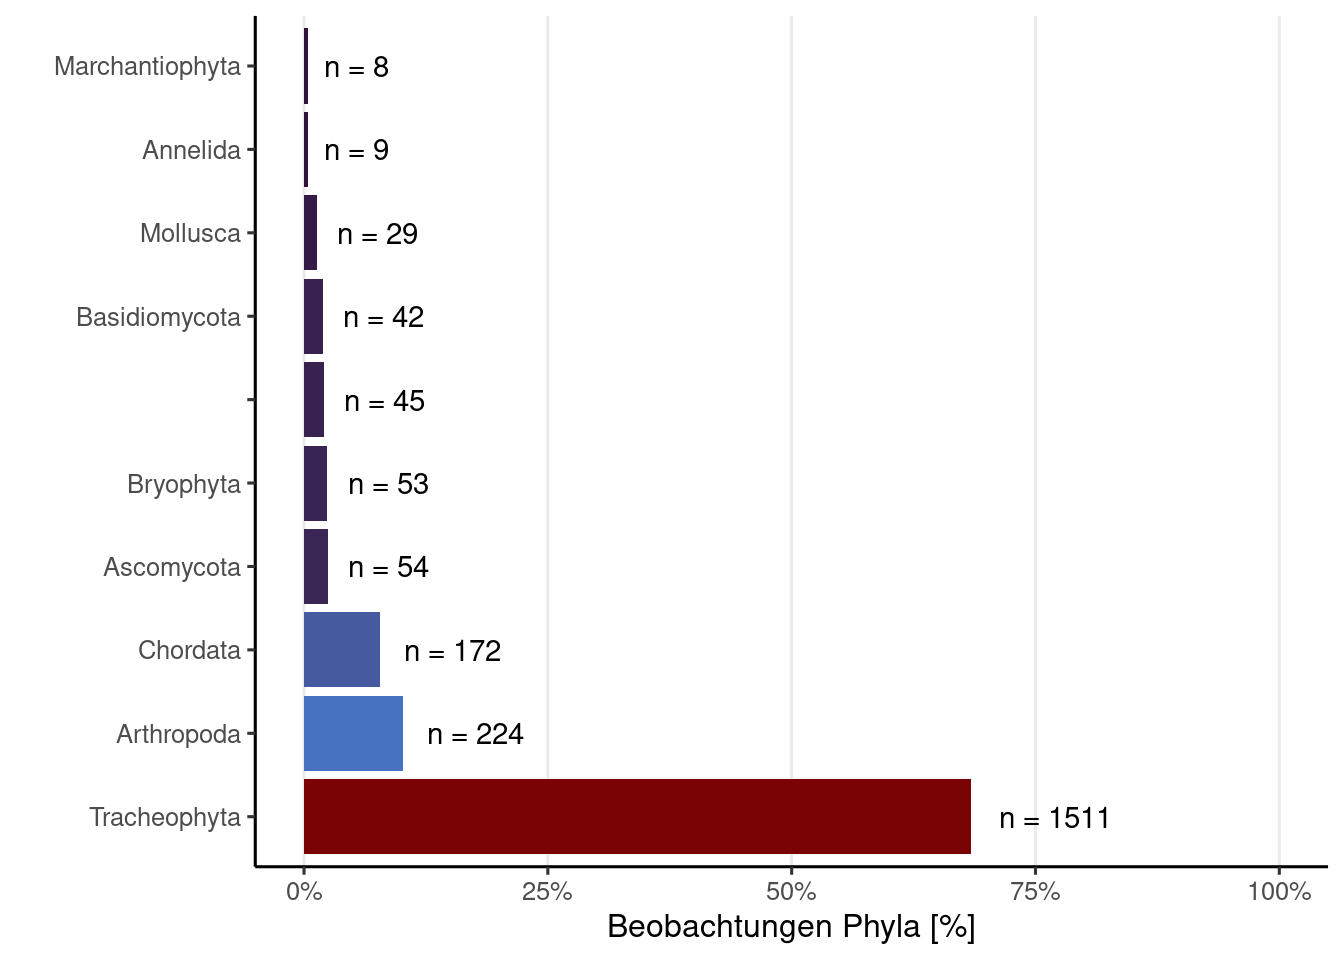 Marchantiophyta n = 8
Annelida n = 9
Mollusca n = 29
Basidiomycota n = 42
n = 45
Bryophyta n = 53
Ascomycota n = 54
Chordata n = 172
Arthropoda n = 224
Tracheophyta n = 1511
0% 25% 50% 75% 100%
Beobachtungen Phyla [%]